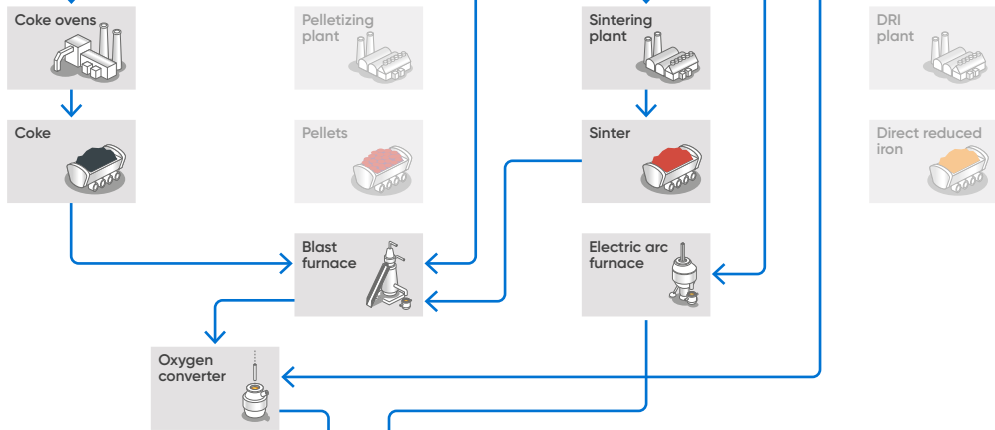 Coke ovens
Pelletizing
plant
Sintering
plant
DRI
plant
Coke
Pellets
Sinter
Direct reduced
iron
Blast
furnace
Electric arc
furnace
Oxygen
converter